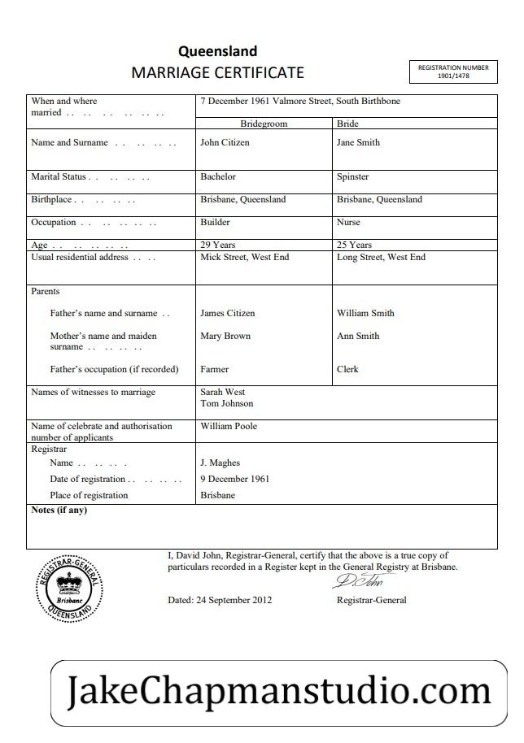 Queensland
MARRIAGE CERTIFICATE
REGISTRATION NUMBER
1901/1478
When and where
married . . . . . . . . . . . .
7 December 1961 Valmore Street, South Birthbone
Bridegroom
Bride
Name and Surname . . . . . . . .
John Citizen
Jane Smith
Marital Status . . . . . . . .
Bachelor
Spinster
Birthplace . . . . . . . .
Brisbane, Queensland
Brisbane, Queensland
Occupation . . . . . . . .
Builder
Nurse
Age . . . . . . . . . .
29 Years
25 Years
Usual residential address . . . .
Mick Street, West End
Long Street, West End
Parents
Father's name and surname . .
James Citizen
William Smith
Mother's name and maiden
surname . . . . . . . .
Mary Brown
Ann Smith
Father's occupation (if recorded)
Farmer
Clerk
Names of witnesses to marriage
Sarah West
Tom Johnson
Name of celebrate and authorisation
number of applicants
William Poole
Registrar
Name . . . . . . .
J. Maghes
Date of registration . . . . . . . .
9 December 1961
Place of registration
Brisbane
Notes (if any)
I, David John, Registrar-General, certify that the above is a true copy of
particulars recorded in a Register kept in the General Registry at Brisbane.
D. John
Dated: 24 September 2012
Registrar-General
REGISTRAR-GENERAL
Brisbane
QUEENSLAND
JakeChapmanstudio.com